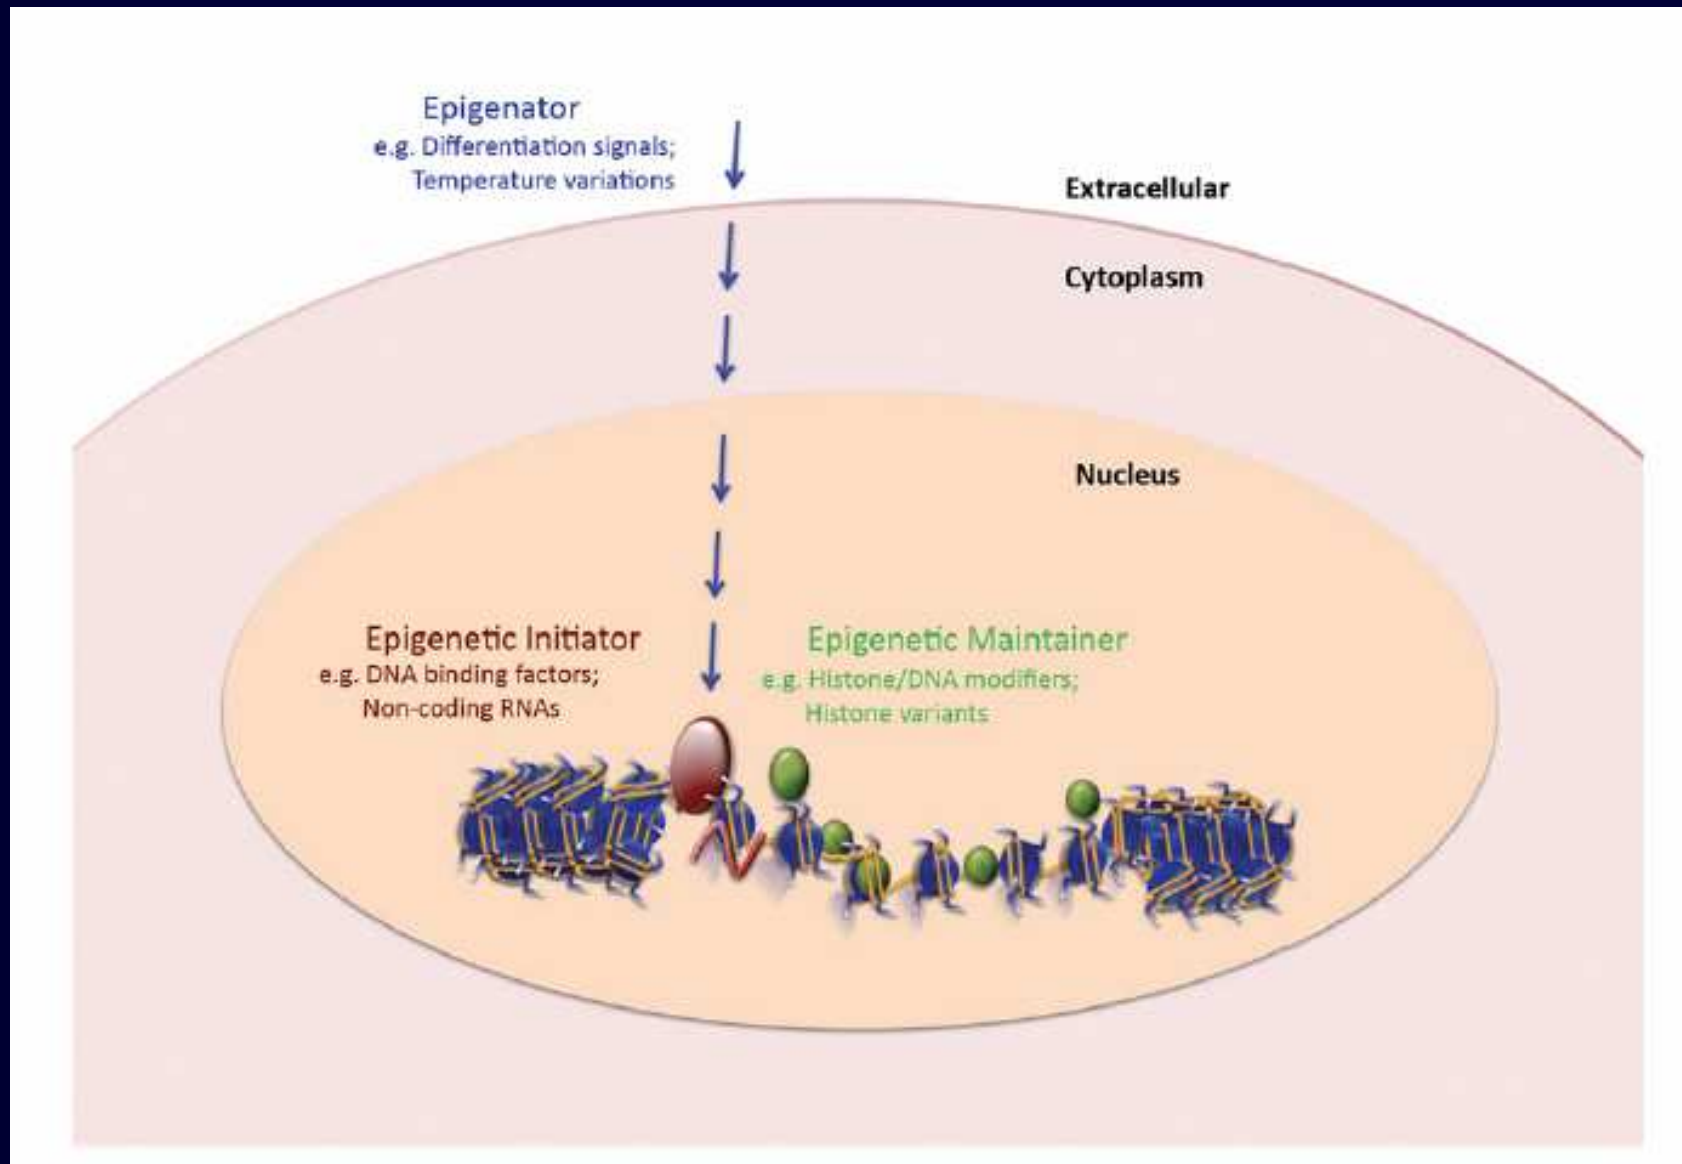 Epigenator
e.g. Differentiation signals;
Temperature variations
Extracellular
Cytoplasm
Nucleus
Epigenetic Initiator
e.g. DNA binding factors;
Non-coding RNAs
Epigenetic Maintainer
e.g. Histone/DNA modifiers;
Histone variants